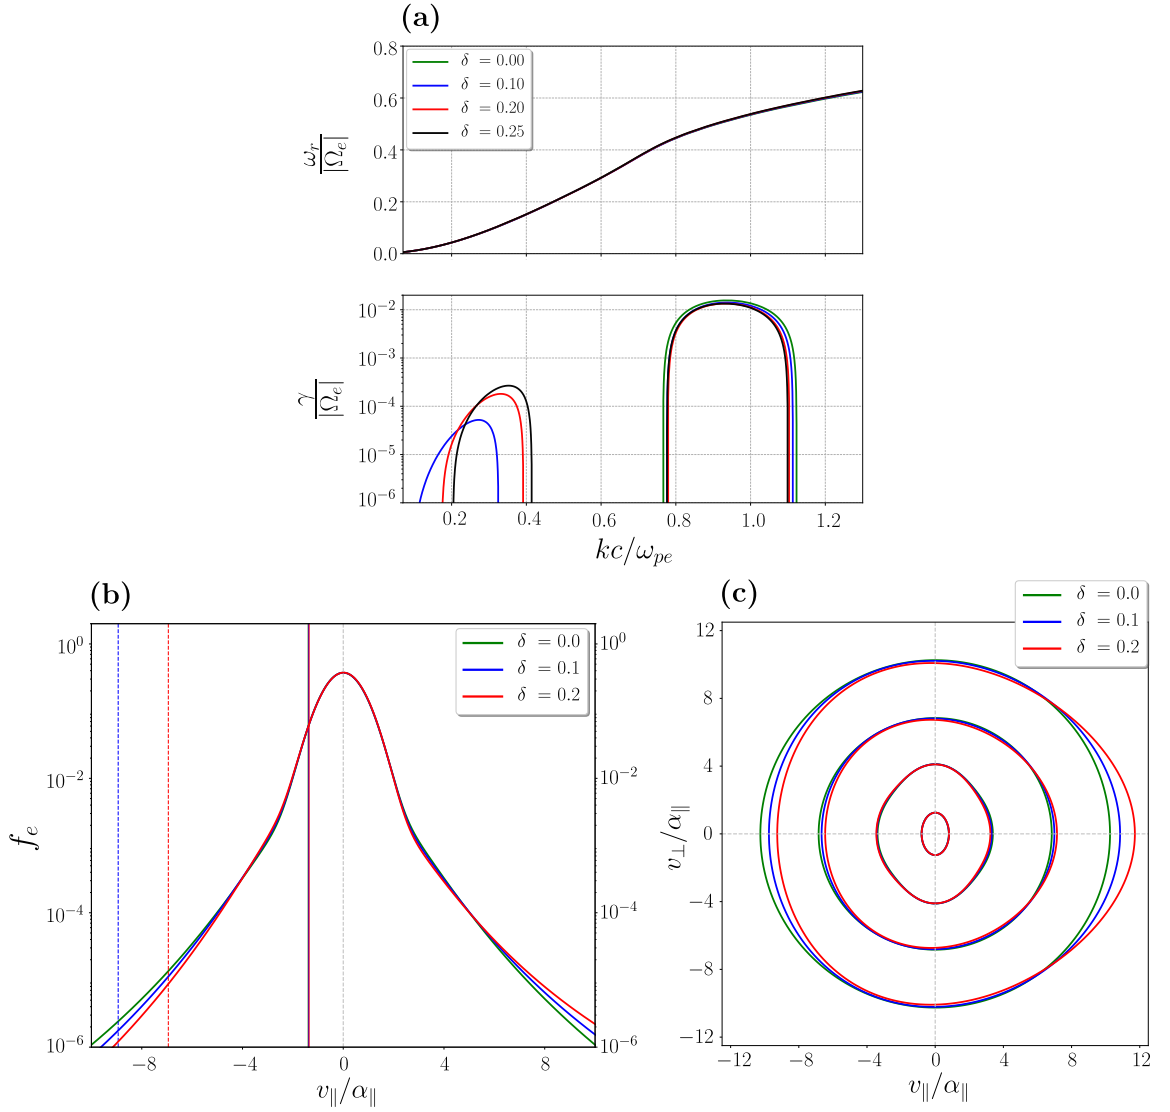 (a)
0.8
0.6
0.4
0.2
0.0
δ = 0.00
δ = 0.10
δ = 0.20
δ = 0.25
ω_r
|Ω_e|
10^{-2}
10^{-3}
10^{-4}
10^{-5}
10^{-6}
γ
|Ω_e|
0.2 0.4 0.6 0.8 1.0 1.2
kc/ω_{pe}
(b)
10^0
10^{-2}
10^{-4}
10^{-6}
f_e
δ = 0.0
δ = 0.1
δ = 0.2
10^0
10^{-2}
10^{-4}
10^{-6}
−8 −4 0 4 8
v_∥/α_∥
(c)
δ = 0.0
δ = 0.1
δ = 0.2
12
8
4
0
−4
−8
−12
v_⊥/α_∥
−12 −8 −4 0 4 8 12
v_∥/α_∥